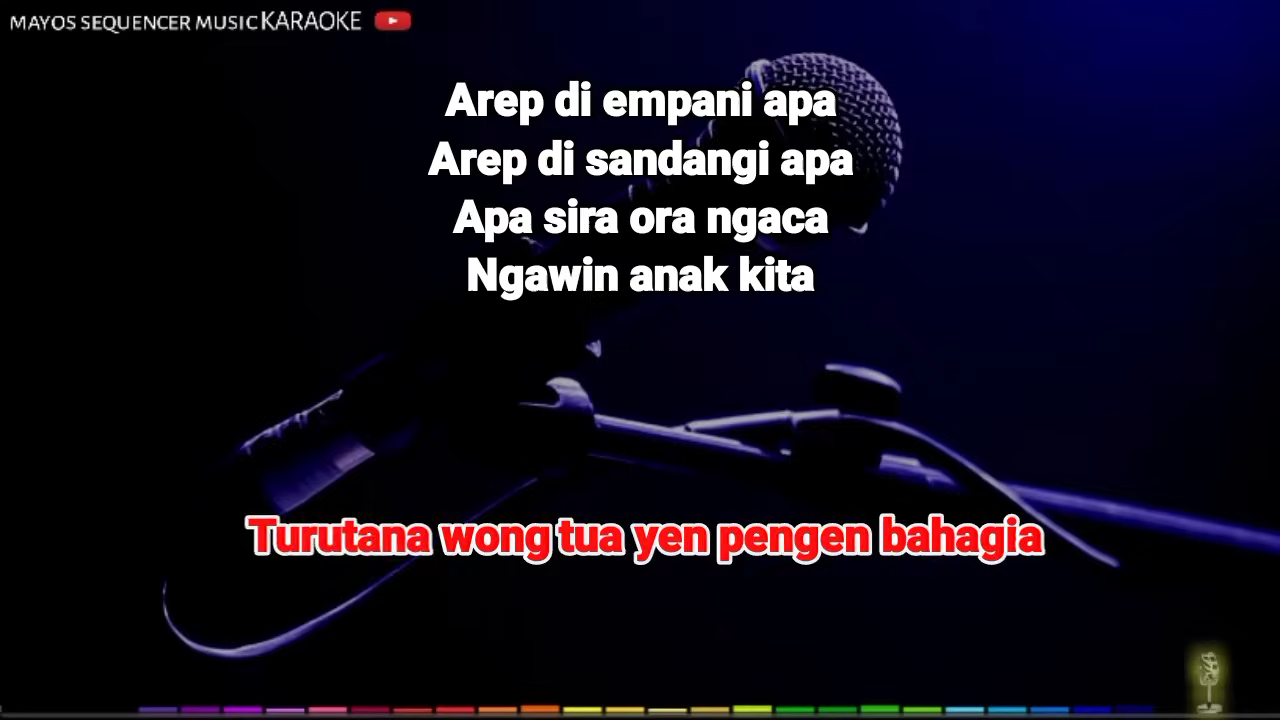 MAYOS SEQUENCER MUSIC KARAOKE
Arep di empani apa
Arep di sandangi apa
Apa sira ora ngaca
Ngawin anak kita
Turutana wong tua yen pengen bahagia